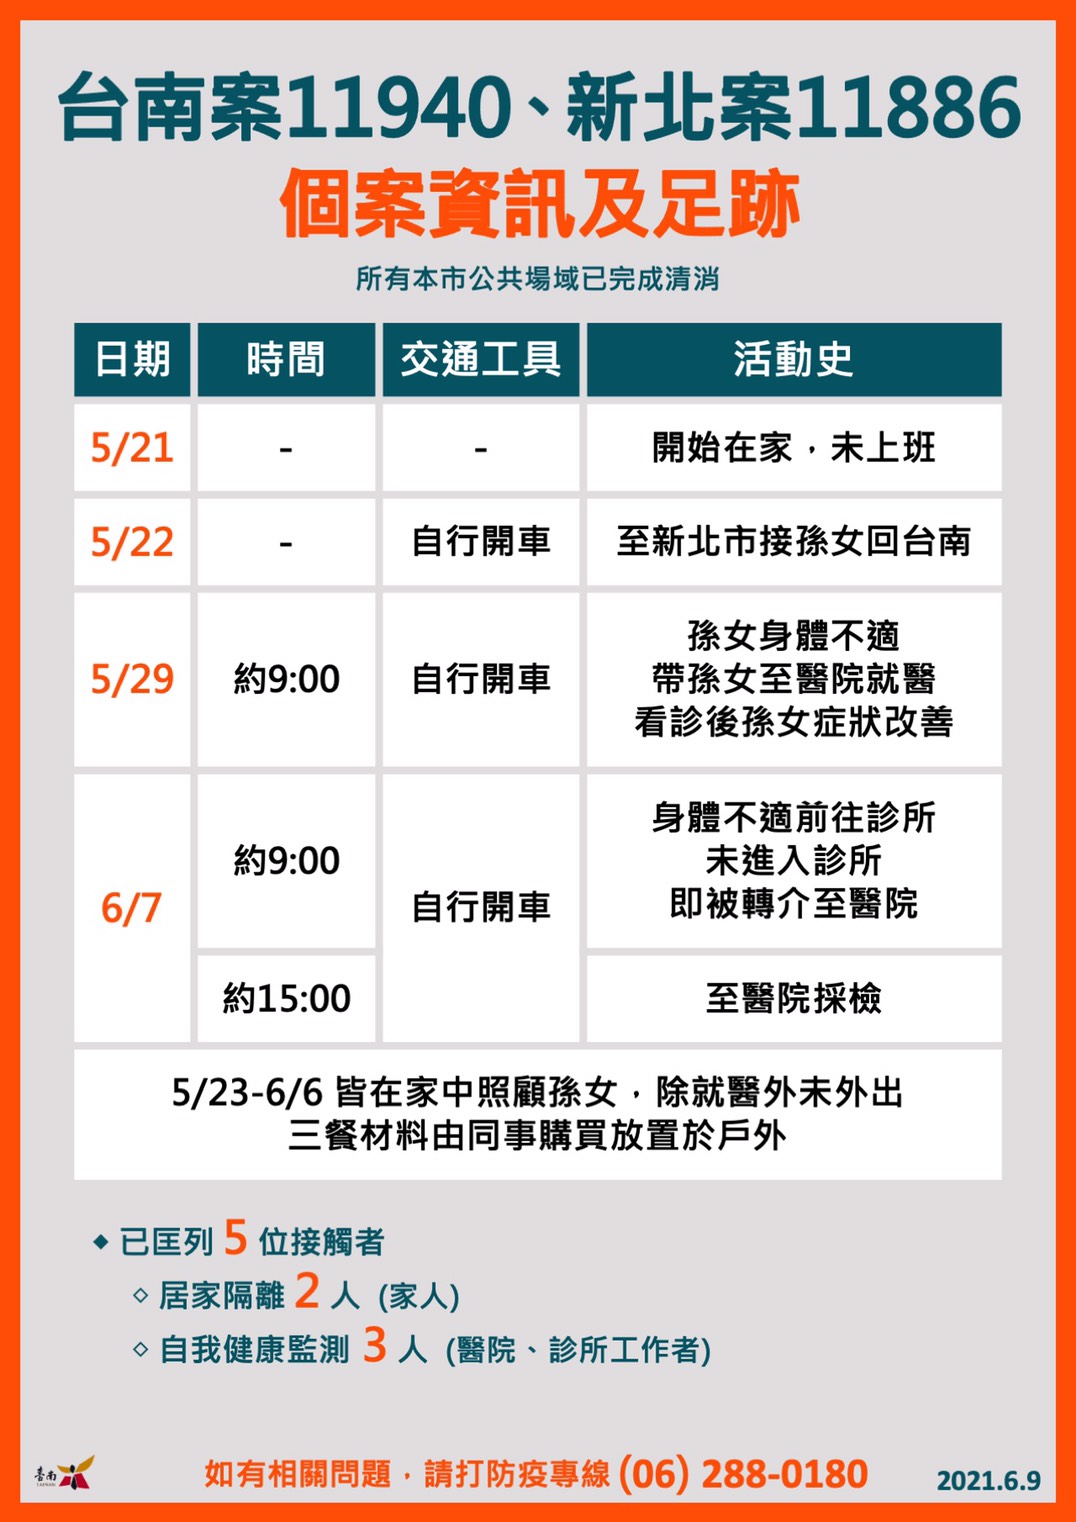 台南案11940、新北案11886
個案資訊及足跡
所有本市公共場域已完成清消
日期 時間 交通工具 活動史
5/21 - - 開始在家，未上班
5/22 - 自行開車 至新北市接孫女回台南
5/29 約9:00 自行開車 孫女身體不適
帶孫女至醫院就醫
看診後孫女症狀改善
6/7 約9:00 自行開車 身體不適前往診所
未進入診所
即被轉介至醫院
約15:00 至醫院採檢
5/23-6/6 皆在家中照顧孫女，除就醫外未外出
三餐材料由同事購買放置於戶外
◆ 已匡列 5 位接觸者
◇ 居家隔離 2 人 (家人)
◇ 自我健康監測 3 人 (醫院、診所工作者)
臺南
TAINAN
如有相關問題，請打防疫專線 (06) 288-0180
2021.6.9